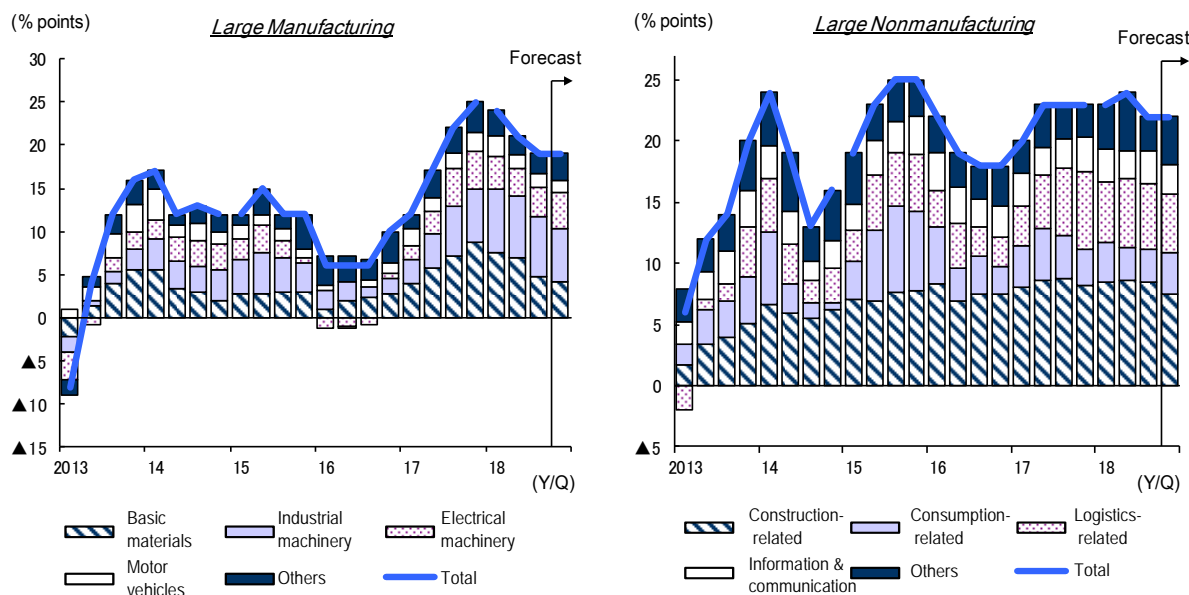 (% points)
Large Manufacturing
Forecast
30
25
20
15
10
5
0
▲5
▲10
▲15
2013 14 15 16 17 18
(Y/Q)
Basic materials
Industrial machinery
Electrical machinery
Motor vehicles
Others
Total
(% points)
Large Nonmanufacturing
Forecast
25
20
15
10
5
0
▲5
2013 14 15 16 17 18
(Y/Q)
Construction-
related
Consumption-
related
Logistics-
related
Information &
communication
Others
Total